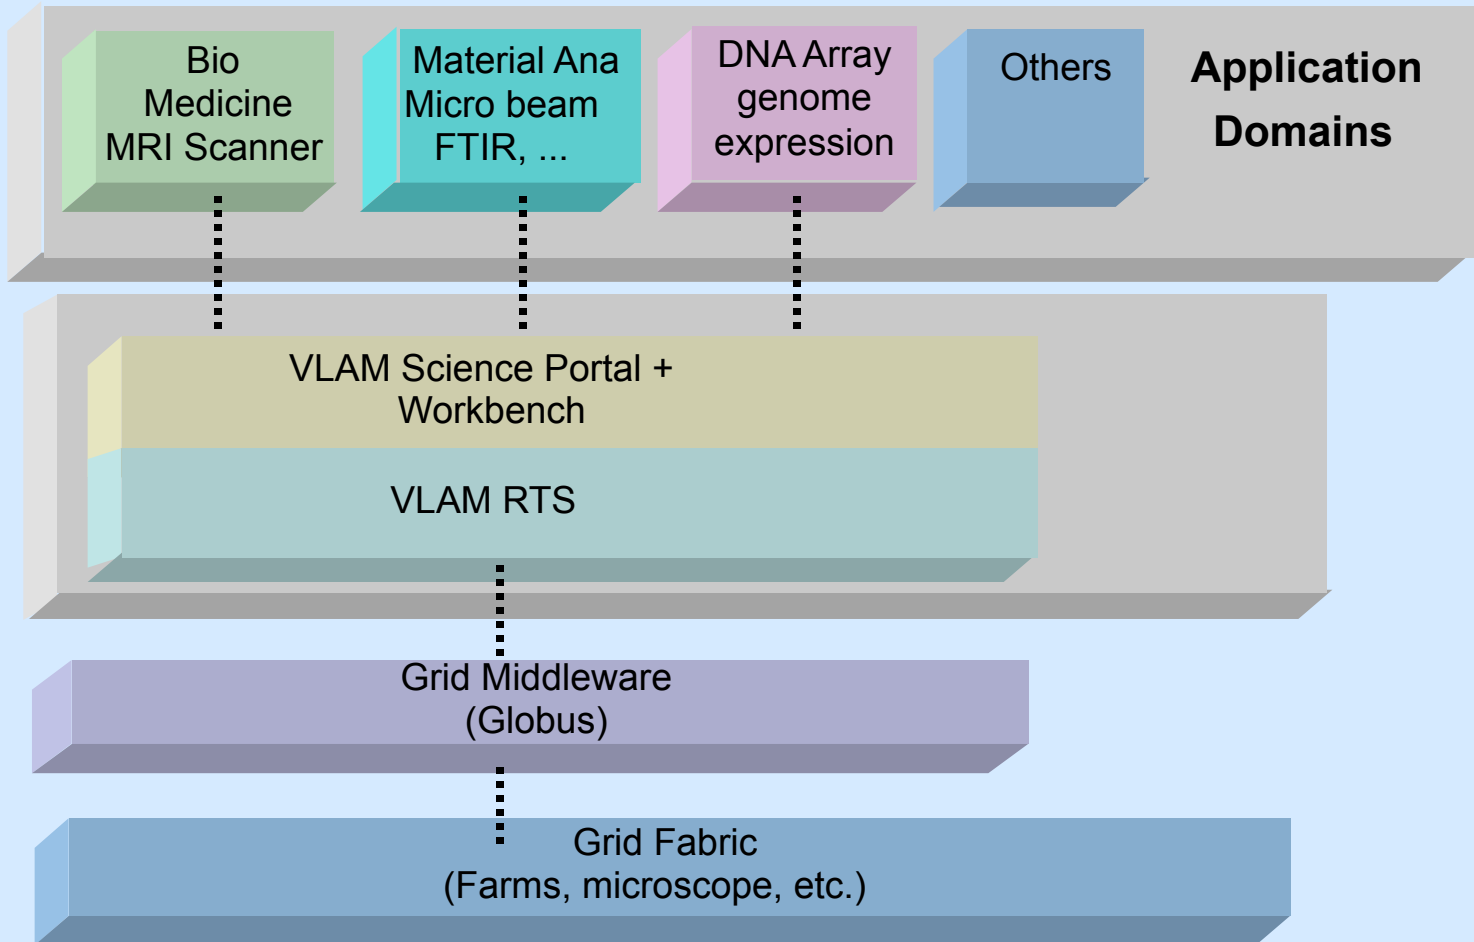 Bio
Medicine
MRI Scanner
Material Ana
Micro beam
FTIR, ...
DNA Array
genome
expression
Others
Application
Domains
VLAM Science Portal +
Workbench
VLAM RTS
Grid Middleware
(Globus)
Grid Fabric
(Farms, microscope, etc.)